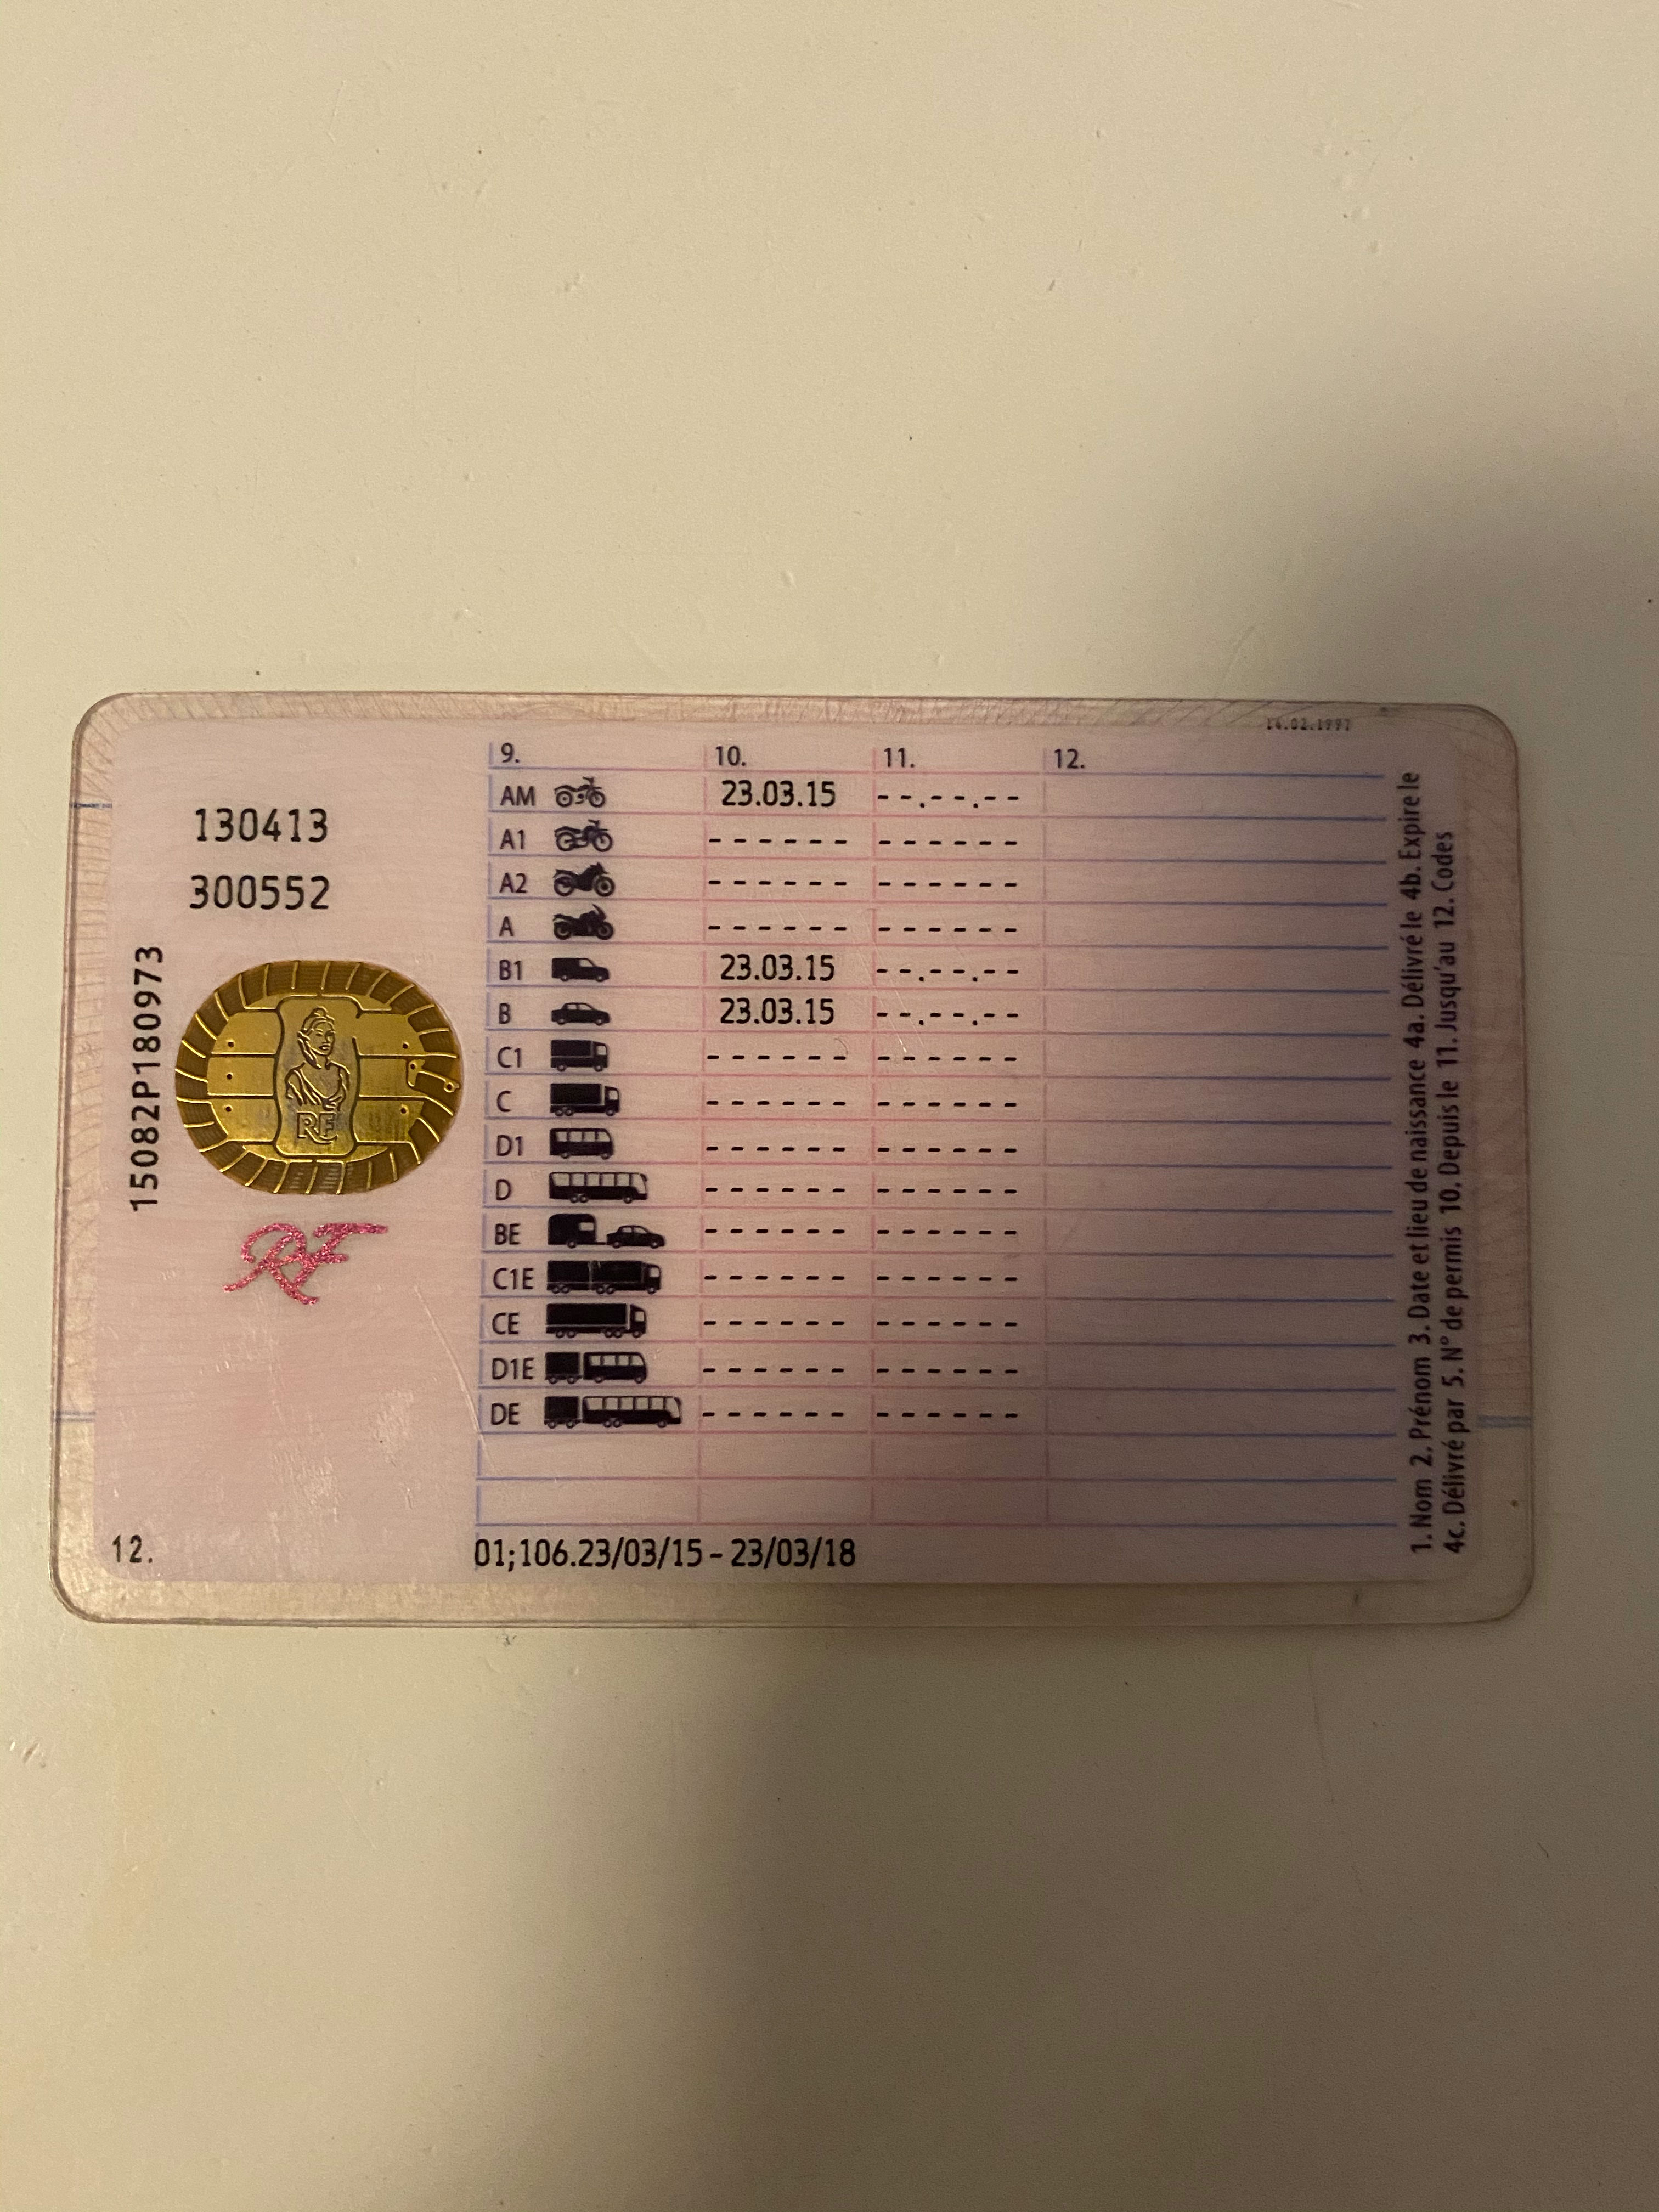 14.02.1997
130413
300552
15082P180973
RF
RF
9. 10. 11. 12.
AM 23.03.15 --.--.--
A1 ------ ------
A2 ------ ------
A ------ ------
B1 23.03.15 --.--.--
B 23.03.15 --.--.--
C1 ------ ------
C ------ ------
D1 ------ ------
D ------ ------
BE ------ ------
C1E ------ ------
CE ------ ------
D1E ------ ------
DE ------ ------
12. 01;106.23/03/15-23/03/18
1. Nom 2. Prénom 3. Date et lieu de naissance 4a. Délivré le 4b. Expire le
4c. Délivré par 5. N° de permis 10. Depuis le 11. Jusqu'au 12. Codes